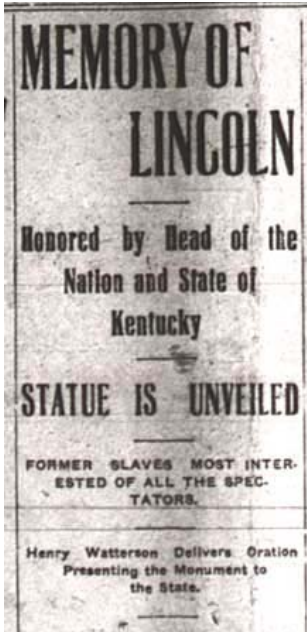 MEMORY OF
LINCOLN
Honored by Head of the
Nation and State of
Kentucky
STATUE IS UNVEILED
FORMER SLAVES MOST INTER-
ESTED OF ALL THE SPEC-
TATORS.
Henry Watterson Delivers Oration
Presenting the Monument to
the State.